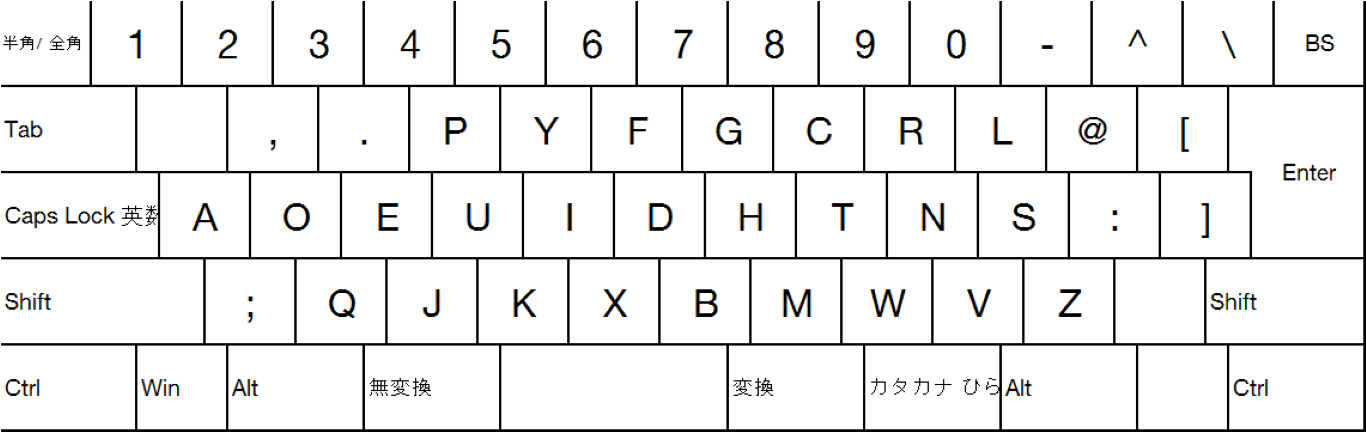 半角/ 全角 1 2 3 4 5 6 7 8 9 0 - ^ \ BS
Tab , . P Y F G C R L @ [
Enter
Caps Lock 英数 A O E U I D H T N S : ]
Shift ; Q J K X B M W V Z Shift
Ctrl Win Alt 無変換 変換 カタカナ ひら Alt Ctrl